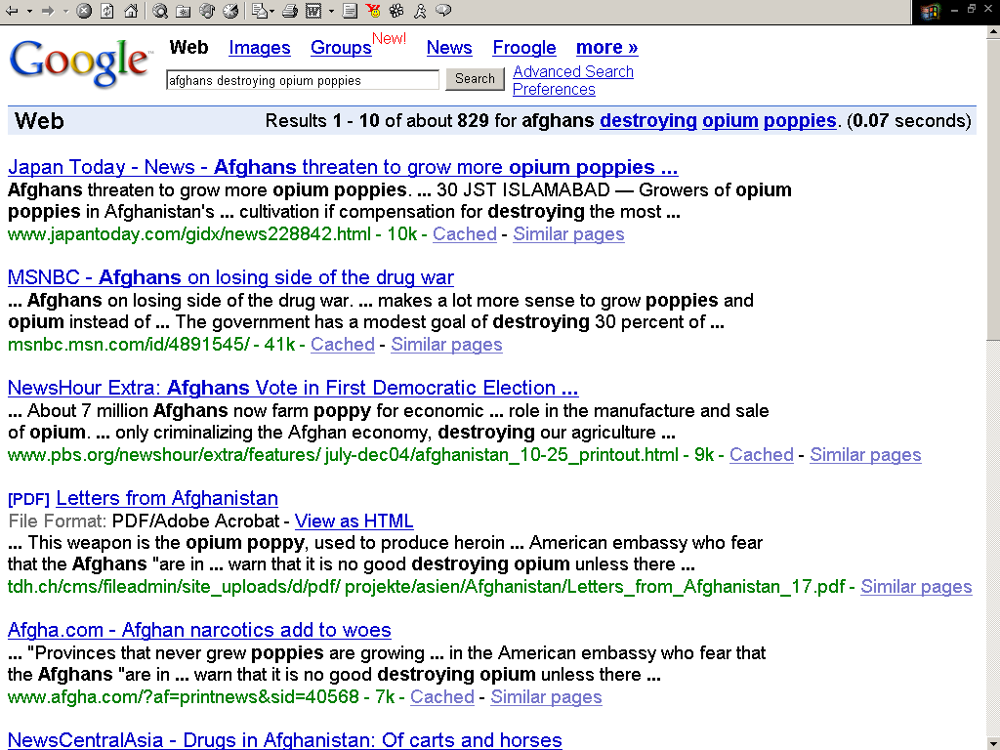 Google™
Web Images Groups New! News Froogle more »
afghans destroying opium poppies Search Advanced Search
Preferences
Web Results 1 - 10 of about 829 for afghans destroying opium poppies. (0.07 seconds)
Japan Today - News - Afghans threaten to grow more opium poppies ...
Afghans threaten to grow more opium poppies. ... 30 JST ISLAMABAD — Growers of opium
poppies in Afghanistan's ... cultivation if compensation for destroying the most ...
www.japantoday.com/gidx/news228842.html - 10k - Cached - Similar pages
MSNBC - Afghans on losing side of the drug war
... Afghans on losing side of the drug war. ... makes a lot more sense to grow poppies and
opium instead of ... The government has a modest goal of destroying 30 percent of ...
msnbc.msn.com/id/4891545/ - 41k - Cached - Similar pages
NewsHour Extra: Afghans Vote in First Democratic Election ...
... About 7 million Afghans now farm poppy for economic ... role in the manufacture and sale
of opium. ... only criminalizing the Afghan economy, destroying our agriculture ...
www.pbs.org/newshour/extra/features/ july-dec04/afghanistan_10-25_printout.html - 9k - Cached - Similar pages
[PDF] Letters from Afghanistan
File Format: PDF/Adobe Acrobat - View as HTML
... This weapon is the opium poppy, used to produce heroin ... American embassy who fear
that the Afghans "are in ... warn that it is no good destroying opium unless there ...
tdh.ch/cms/fileadmin/site_uploads/d/pdf/ projekte/asien/Afghanistan/Letters_from_Afghanistan_17.pdf - Similar pages
Afgha.com - Afghan narcotics add to woes
... "Provinces that never grew poppies are growing ... in the American embassy who fear that
the Afghans "are in ... warn that it is no good destroying opium unless there ...
www.afgha.com/?af=printnews&sid=40568 - 7k - Cached - Similar pages
NewsCentralAsia - Drugs in Afghanistan: Of carts and horses